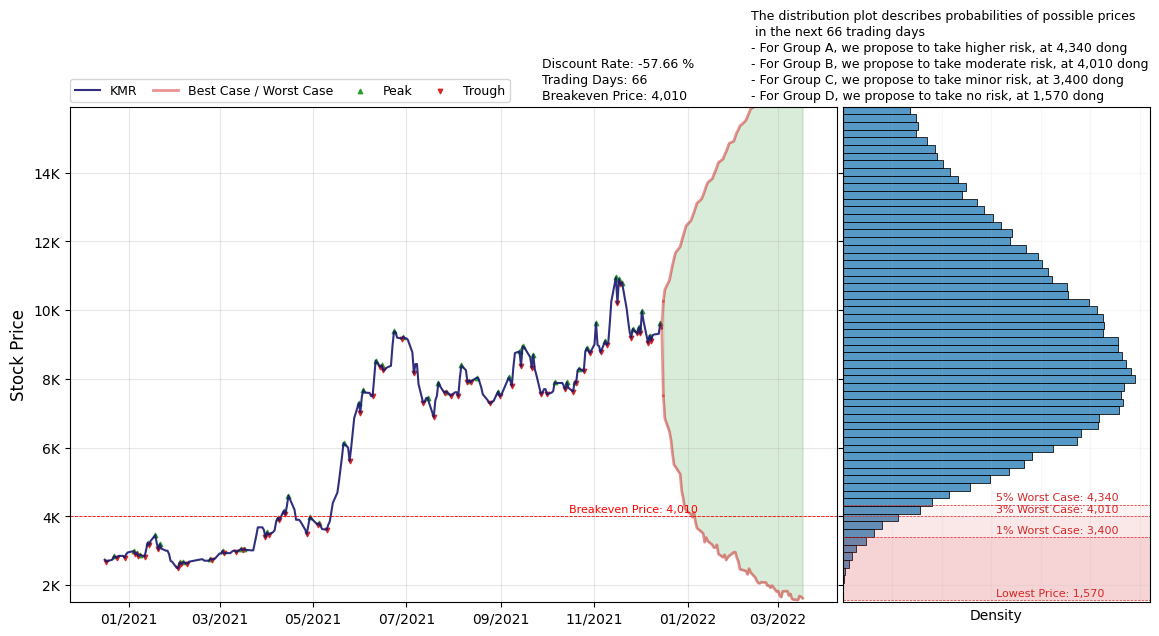 The distribution plot describes probabilities of possible prices
in the next 66 trading days
- For Group A, we propose to take higher risk, at 4,340 dong
- For Group B, we propose to take moderate risk, at 4,010 dong
- For Group C, we propose to take minor risk, at 3,400 dong
- For Group D, we propose to take no risk, at 1,570 dong
Discount Rate: -57.66 %
Trading Days: 66
Breakeven Price: 4,010
KMR Best Case / Worst Case Peak Trough
Stock Price
14K
12K
10K
8K
6K
4K
2K
Breakeven Price: 4,010
5% Worst Case: 4,340
3% Worst Case: 4,010
1% Worst Case: 3,400
Lowest Price: 1,570
01/2021 03/2021 05/2021 07/2021 09/2021 11/2021 01/2022 03/2022
Density